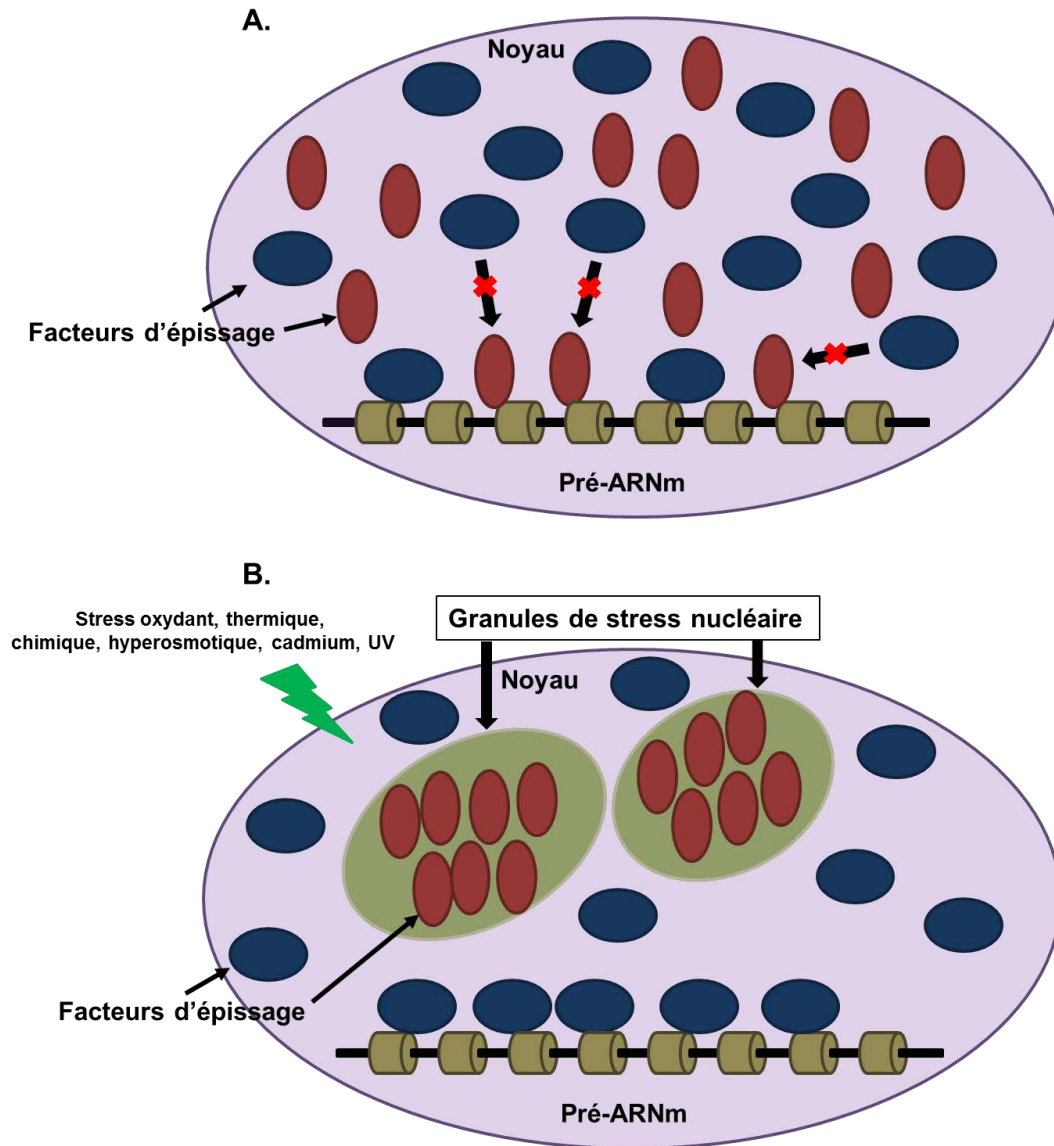 A.
Noyau
Facteurs d'épissage
Pré-ARNm
B.
Stress oxydant, thermique,
chimique, hyperosmotique, cadmium, UV
Granules de stress nucléaire
Noyau
Facteurs d'épissage
Pré-ARNm